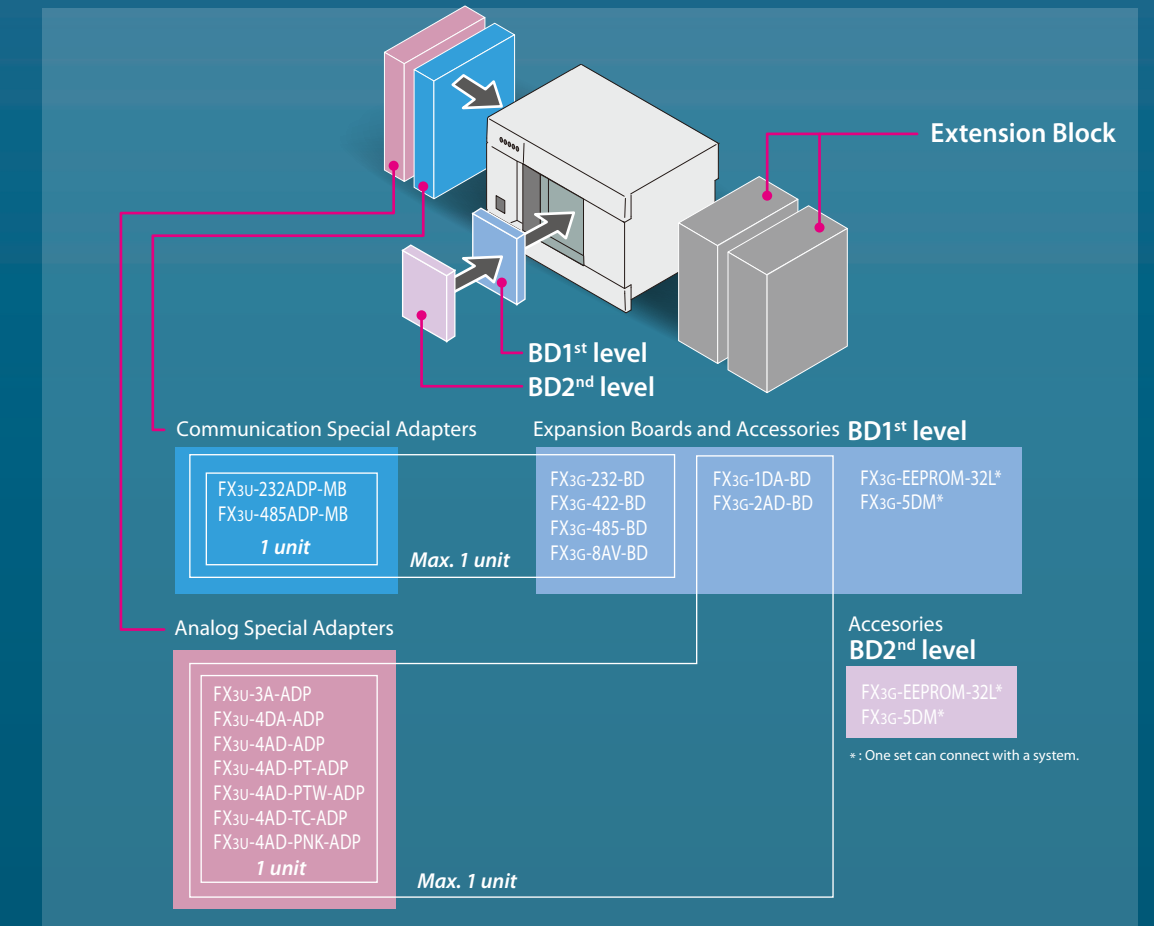 Extension Block
BD1st level
BD2nd level
Communication Special Adapters
FX3U-232ADP-MB
FX3U-485ADP-MB
1 unit
Max. 1 unit
Expansion Boards and Accessories BD1st level
FX3G-232-BD
FX3G-422-BD
FX3G-485-BD
FX3G-8AV-BD
FX3G-1DA-BD
FX3G-2AD-BD
FX3G-EEPROM-32L*
FX3G-5DM*
Analog Special Adapters
FX3U-3A-ADP
FX3U-4DA-ADP
FX3U-4AD-ADP
FX3U-4AD-PT-ADP
FX3U-4AD-PTW-ADP
FX3U-4AD-TC-ADP
FX3U-4AD-PNK-ADP
1 unit
Max. 1 unit
Accesories
BD2nd level
FX3G-EEPROM-32L*
FX3G-5DM*
* : One set can connect with a system.